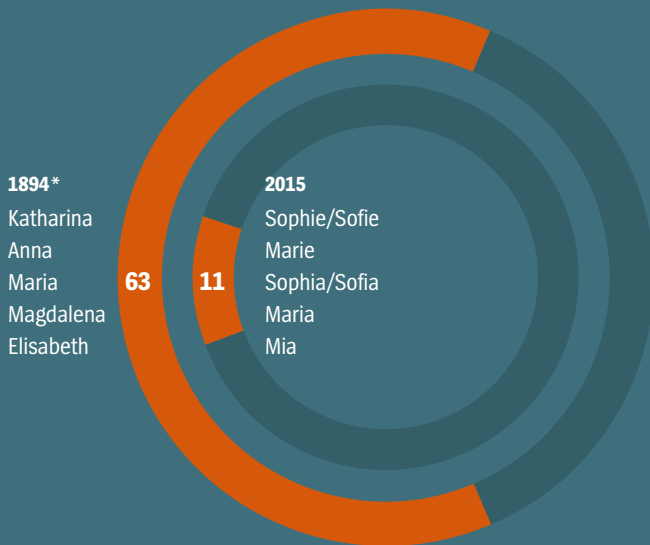 1894*
Katharina
Anna
Maria
Magdalena
Elisabeth
63
11
2015
Sophie/Sofie
Marie
Sophia/Sofia
Maria
Mia